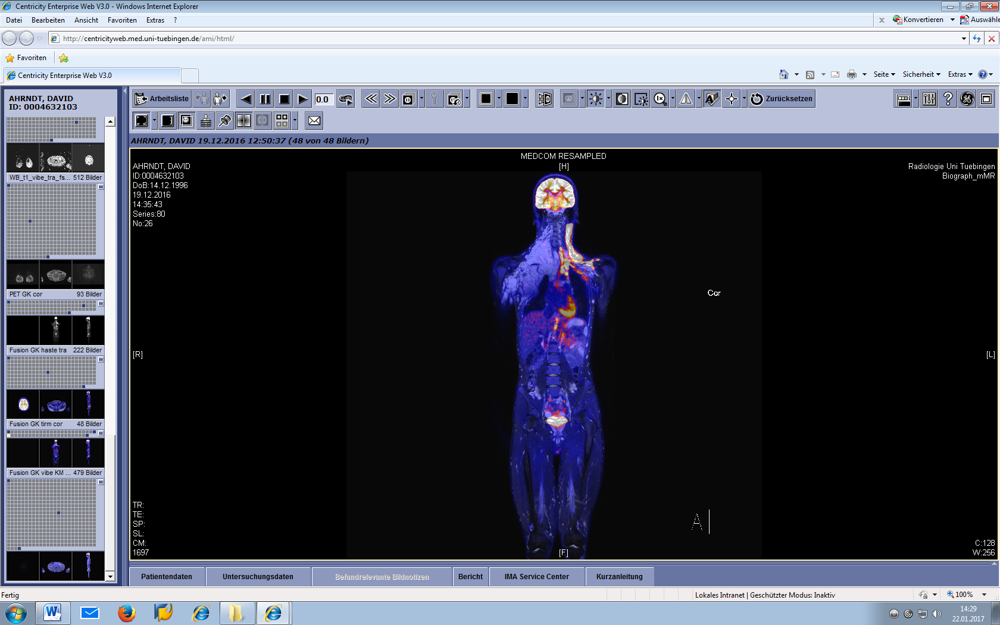 Centricity Enterprise Web V3.0 - Windows Internet Explorer
Datei Bearbeiten Ansicht Favoriten Extras ?
x Konvertieren Auswähle
http://centricityweb.med.uni-tuebingen.de/ami/html/
Favoriten
Centricity Enterprise Web V3.0
Seite Sicherheit Extras
AHRNDT, DAVID
ID: 0004632103
WB_t1_vibe_tra_fs... 512 Bilder
PET GK cor 93 Bilder
Fusion GK haste tra 222 Bilder
Fusion GK tirm cor 48 Bilder
Fusion GK vibe KM ... 479 Bilder
Arbeitsliste 0.0 1x Zurücksetzen
AHRNDT, DAVID 19.12.2016 12:50:37 (48 von 48 Bildern)
MEDCOM RESAMPLED
[H]
AHRNDT, DAVID
ID:0004632103
DoB:14.12.1996
19.12.2016
14:35:43
Series:80
No:26
Radiologie Uni Tuebingen
Biograph_mMR
Cor
[R]
[L]
TR:
TE:
SP:
SL:
CM:
1697
A
[F]
C:128
W:256
Patientendaten Untersuchungsdaten Befundrelevante Bildnotizen Bericht IMA Service Center Kurzanleitung
Fertig Lokales Intranet | Geschützter Modus: Inaktiv 100%
14:29
22.01.2017